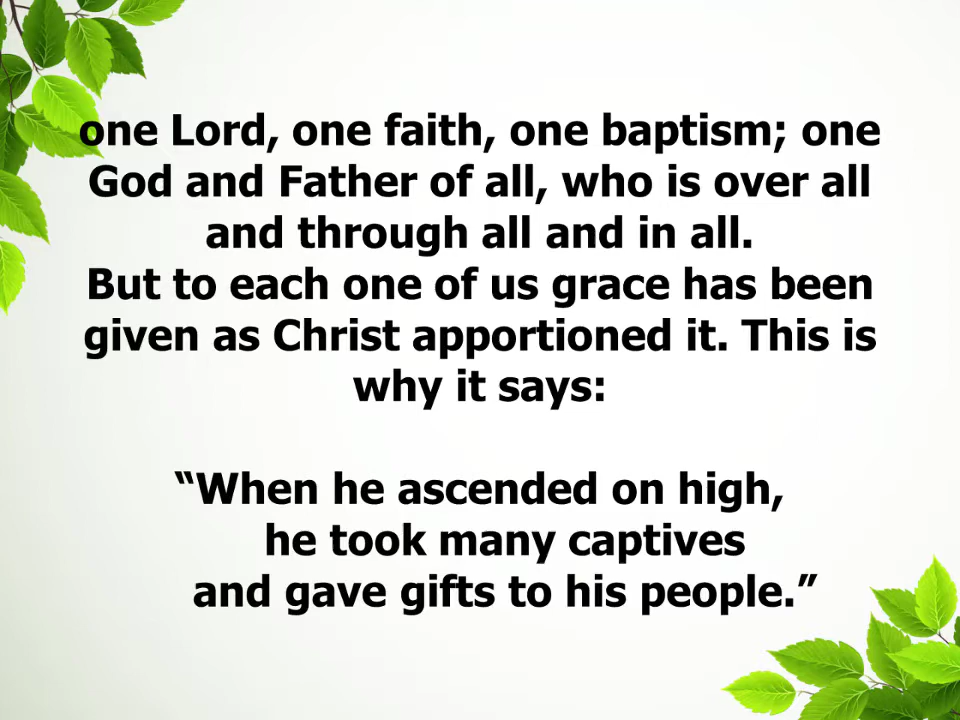 one Lord, one faith, one baptism; one
God and Father of all, who is over all
and through all and in all.
But to each one of us grace has been
given as Christ apportioned it. This is
why it says:
“When he ascended on high,
he took many captives
and gave gifts to his people.”